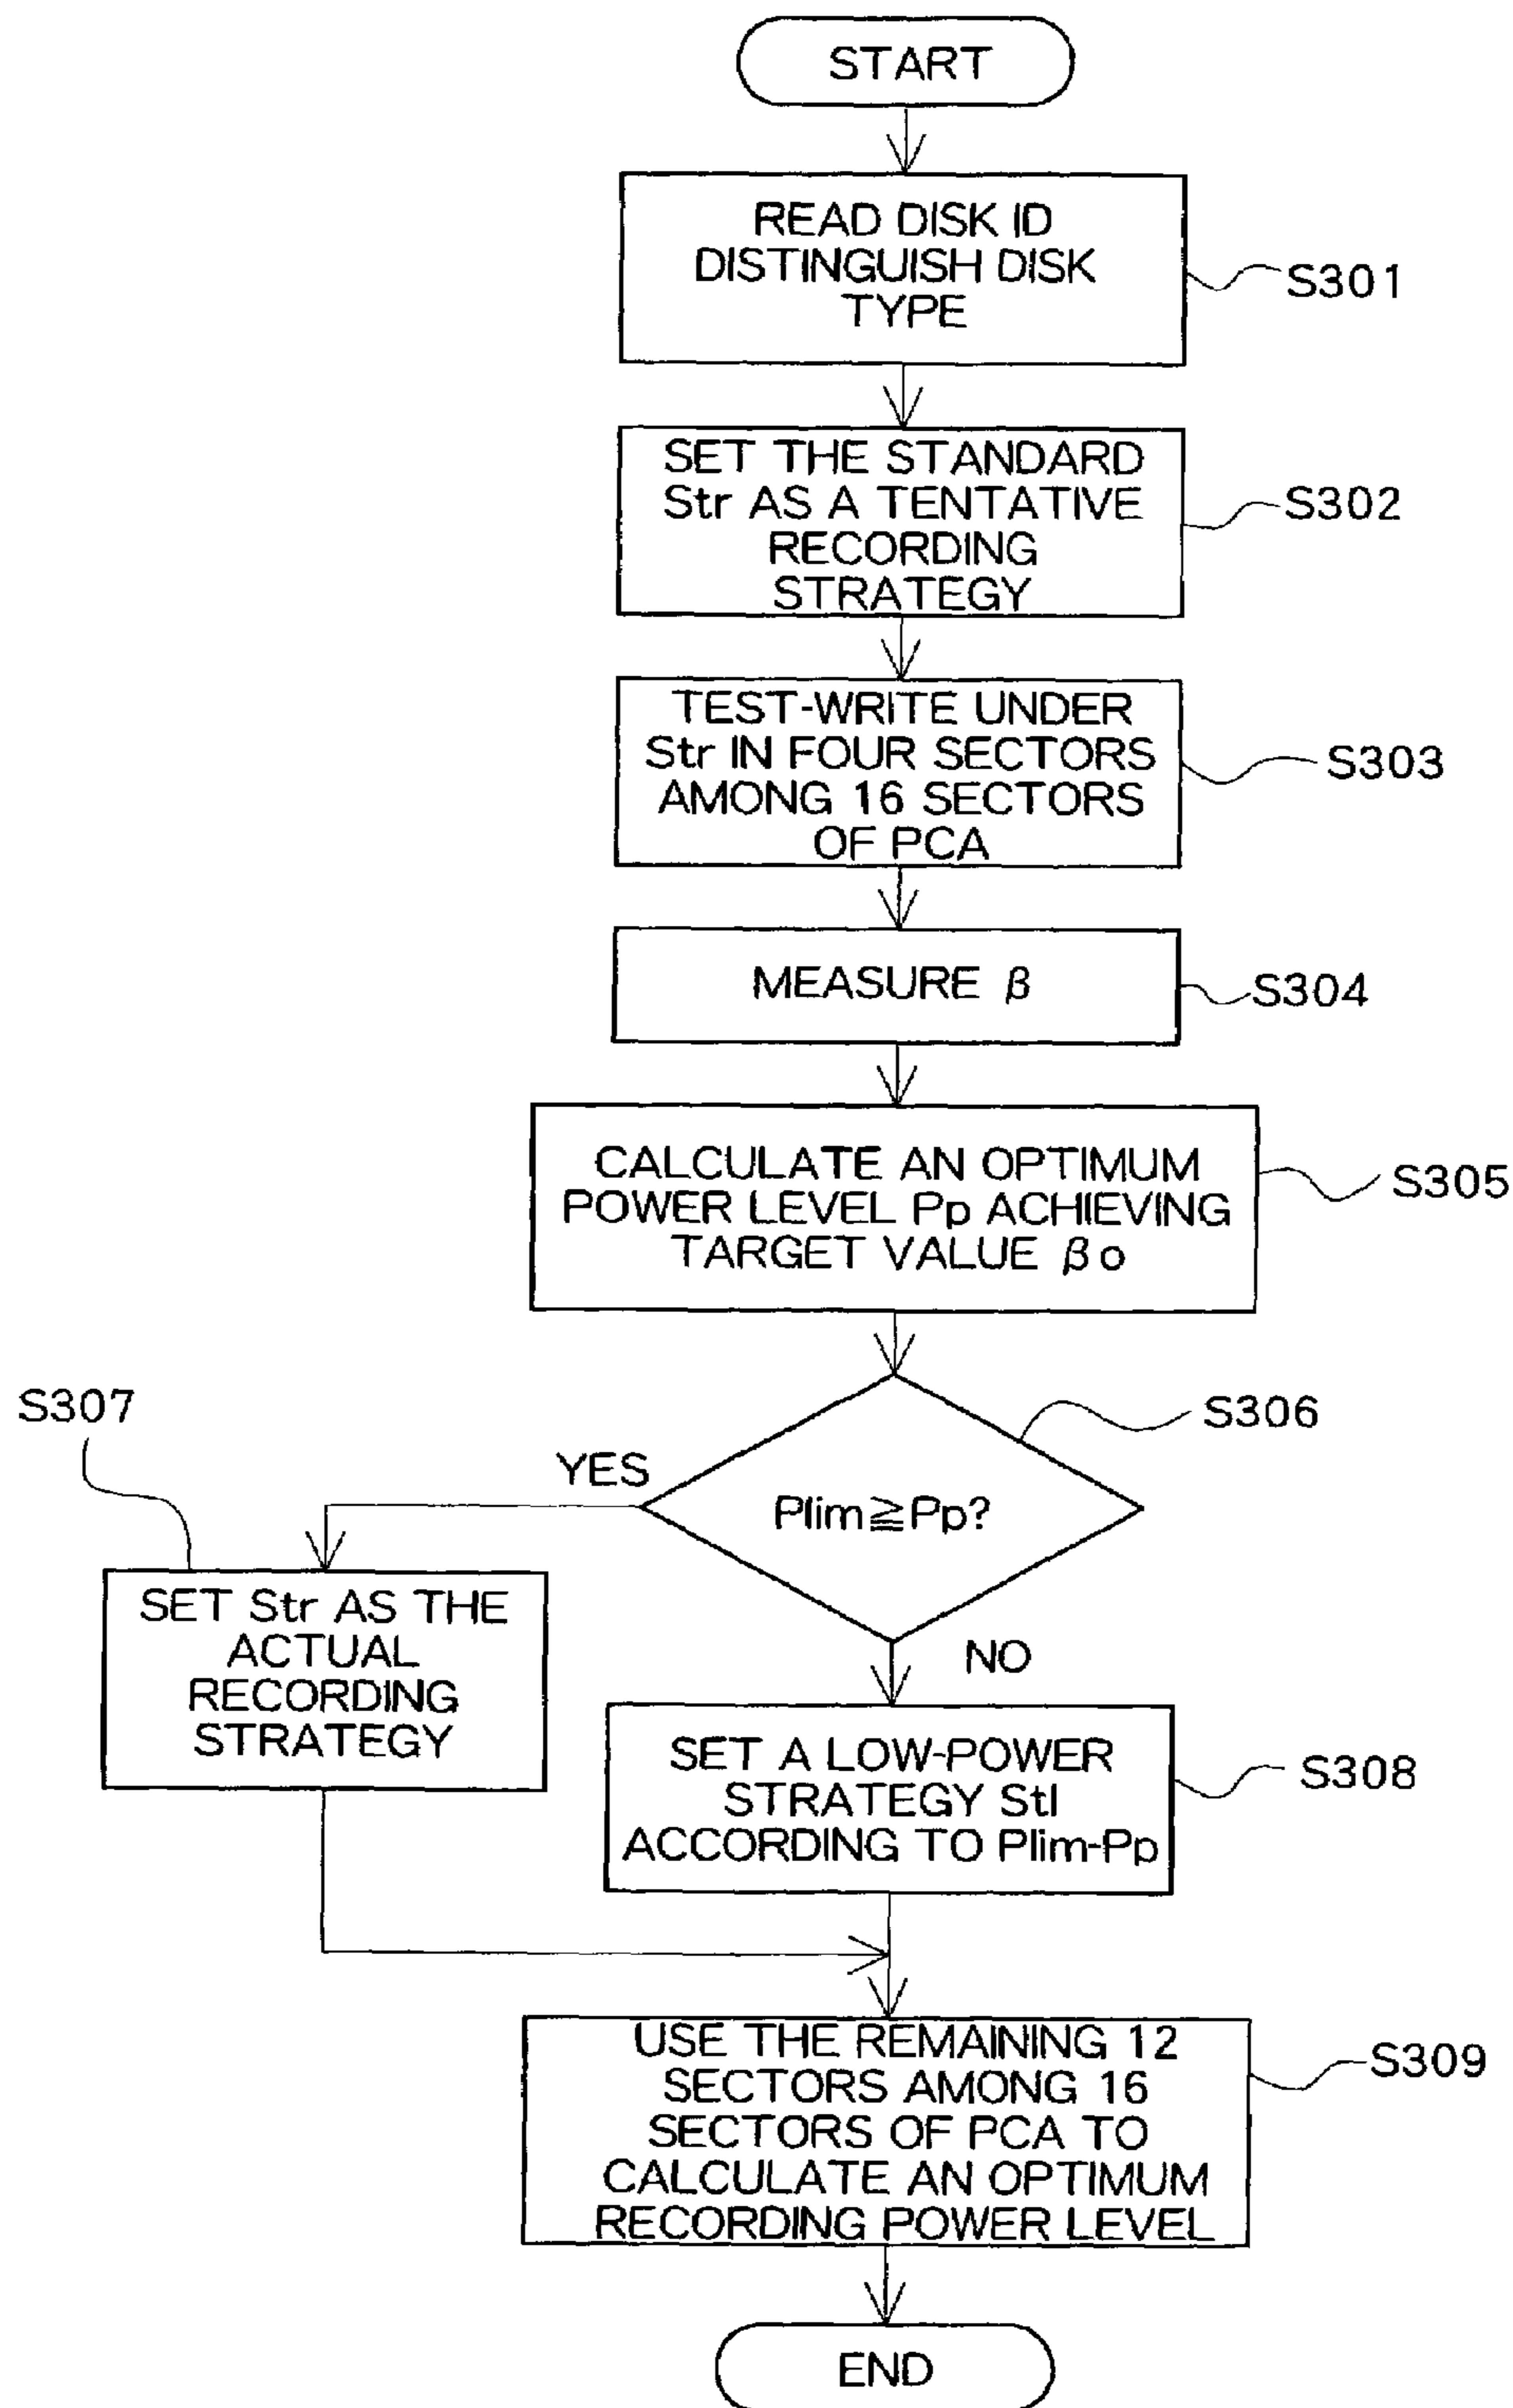 START
READ DISK ID
DISTINGUISH DISK
TYPE
S301
SET THE STANDARD
Str AS A TENTATIVE
RECORDING
STRATEGY
S302
TEST-WRITE UNDER
Str IN FOUR SECTORS
AMONG 16 SECTORS
OF PCA
S303
MEASURE β
S304
CALCULATE AN OPTIMUM
POWER LEVEL Pp ACHIEVING
TARGET VALUE βo
S305
S306
Plim≧Pp?
YES
S307
SET Str AS THE
ACTUAL
RECORDING
STRATEGY
NO
SET A LOW-POWER
STRATEGY Stl
ACCORDING TO Plim-Pp
S308
USE THE REMAINING 12
SECTORS AMONG 16
SECTORS OF PCA TO
CALCULATE AN OPTIMUM
RECORDING POWER LEVEL
S309
END